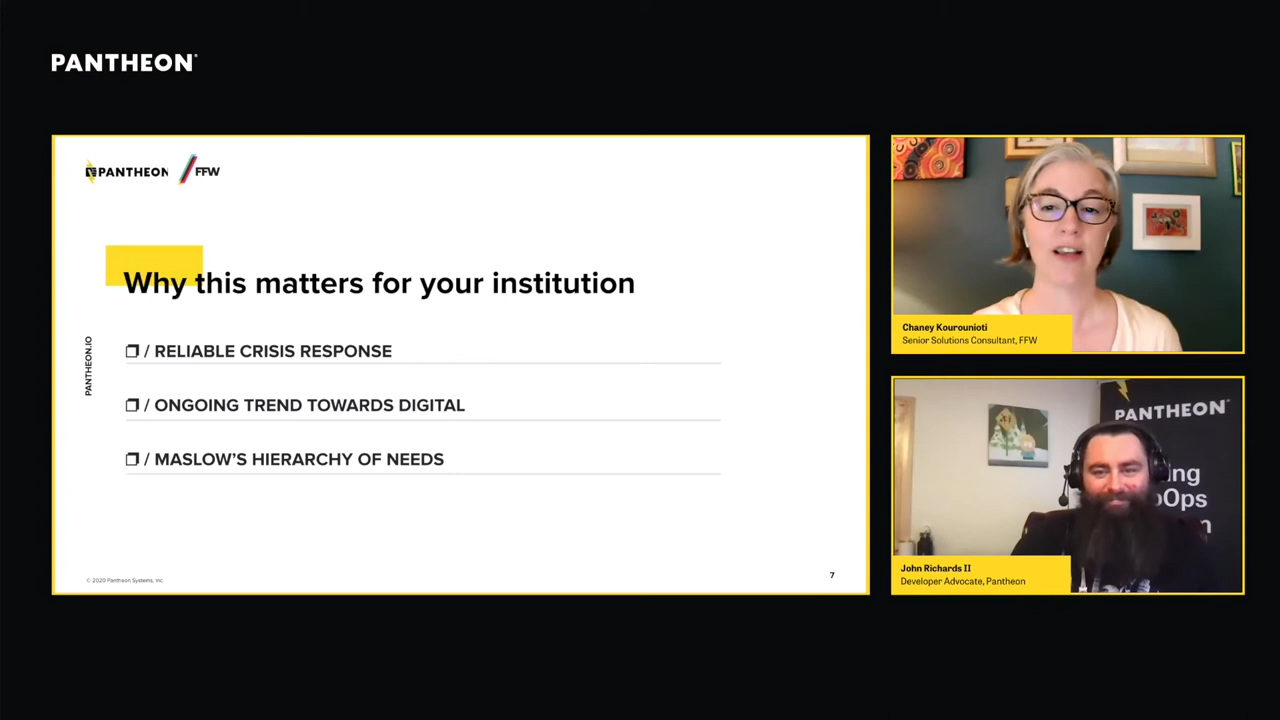 PANTHEON
PANTHEON FFW
Why this matters for your institution
PANTHEON.IO
/ RELIABLE CRISIS RESPONSE
/ ONGOING TREND TOWARDS DIGITAL
/ MASLOW'S HIERARCHY OF NEEDS
© 2020 Pantheon Systems, Inc.
7
Chaney Kourounioti
Senior Solutions Consultant, FFW
PANTHEON
John Richards II
Developer Advocate, Pantheon